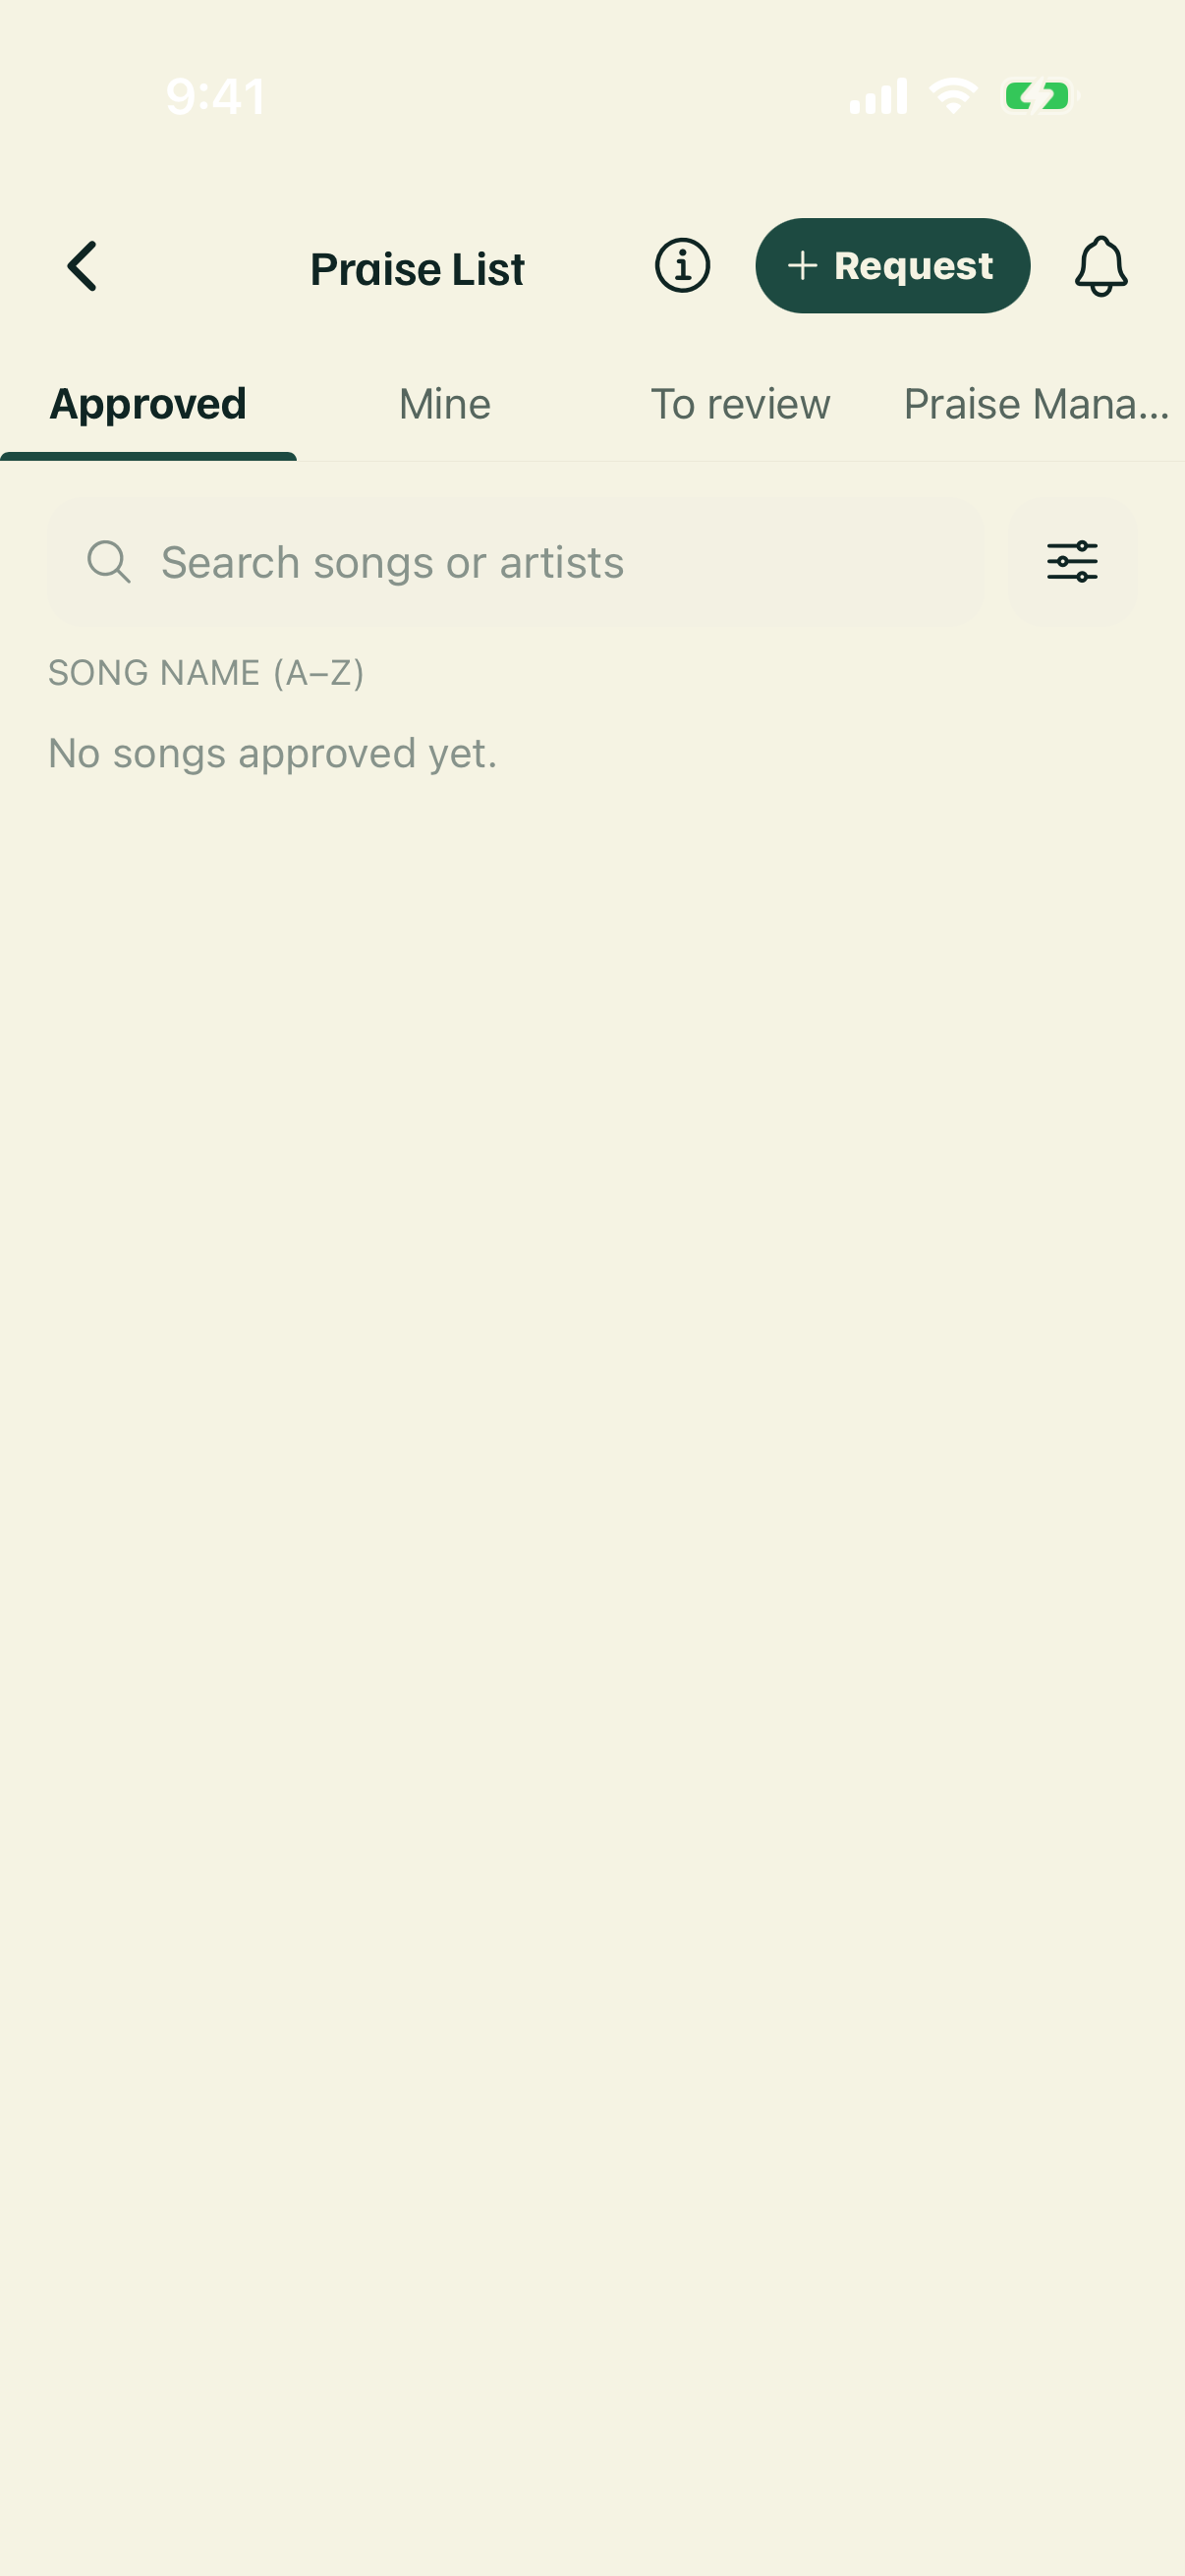 9:41
Praise List
+ Request
Approved Mine To review Praise Mana...
Search songs or artists
SONG NAME (A–Z)
No songs approved yet.